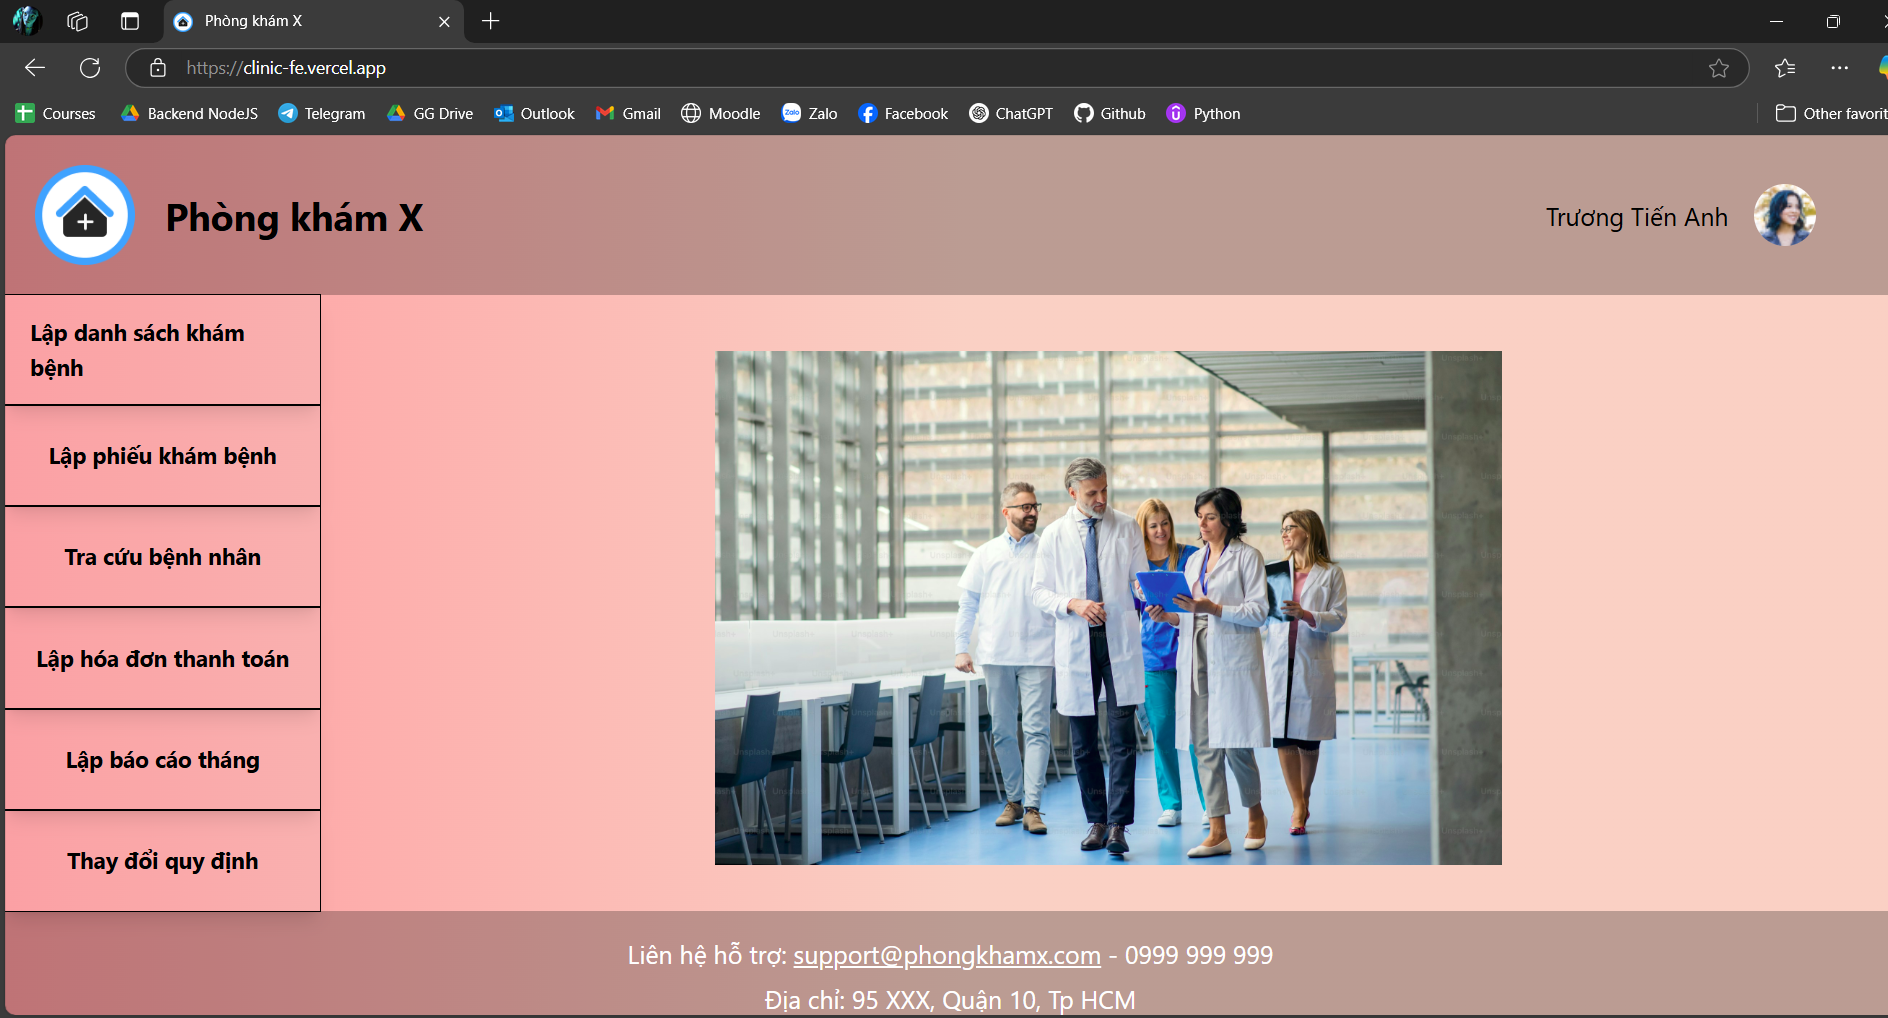 Phòng khám X
https://clinic-fe.vercel.app
Courses
Backend NodeJS
Telegram
GG Drive
Outlook
Gmail
Moodle
Zalo
Facebook
ChatGPT
Github
Python
Other favorit
Phòng khám X
Trương Tiến Anh
Lập danh sách khám
bệnh
Lập phiếu khám bệnh
Tra cứu bệnh nhân
Lập hóa đơn thanh toán
Lập báo cáo tháng
Thay đổi quy định
Liên hệ hỗ trợ: support@phongkhamx.com - 0999 999 999
Địa chỉ: 95 XXX, Quận 10, Tp HCM